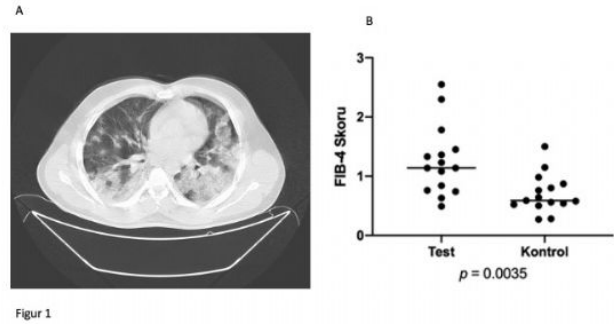 A
B
FIB-4 Skoru
3
2
1
0
Test Kontrol
p = 0.0035
Figur 1